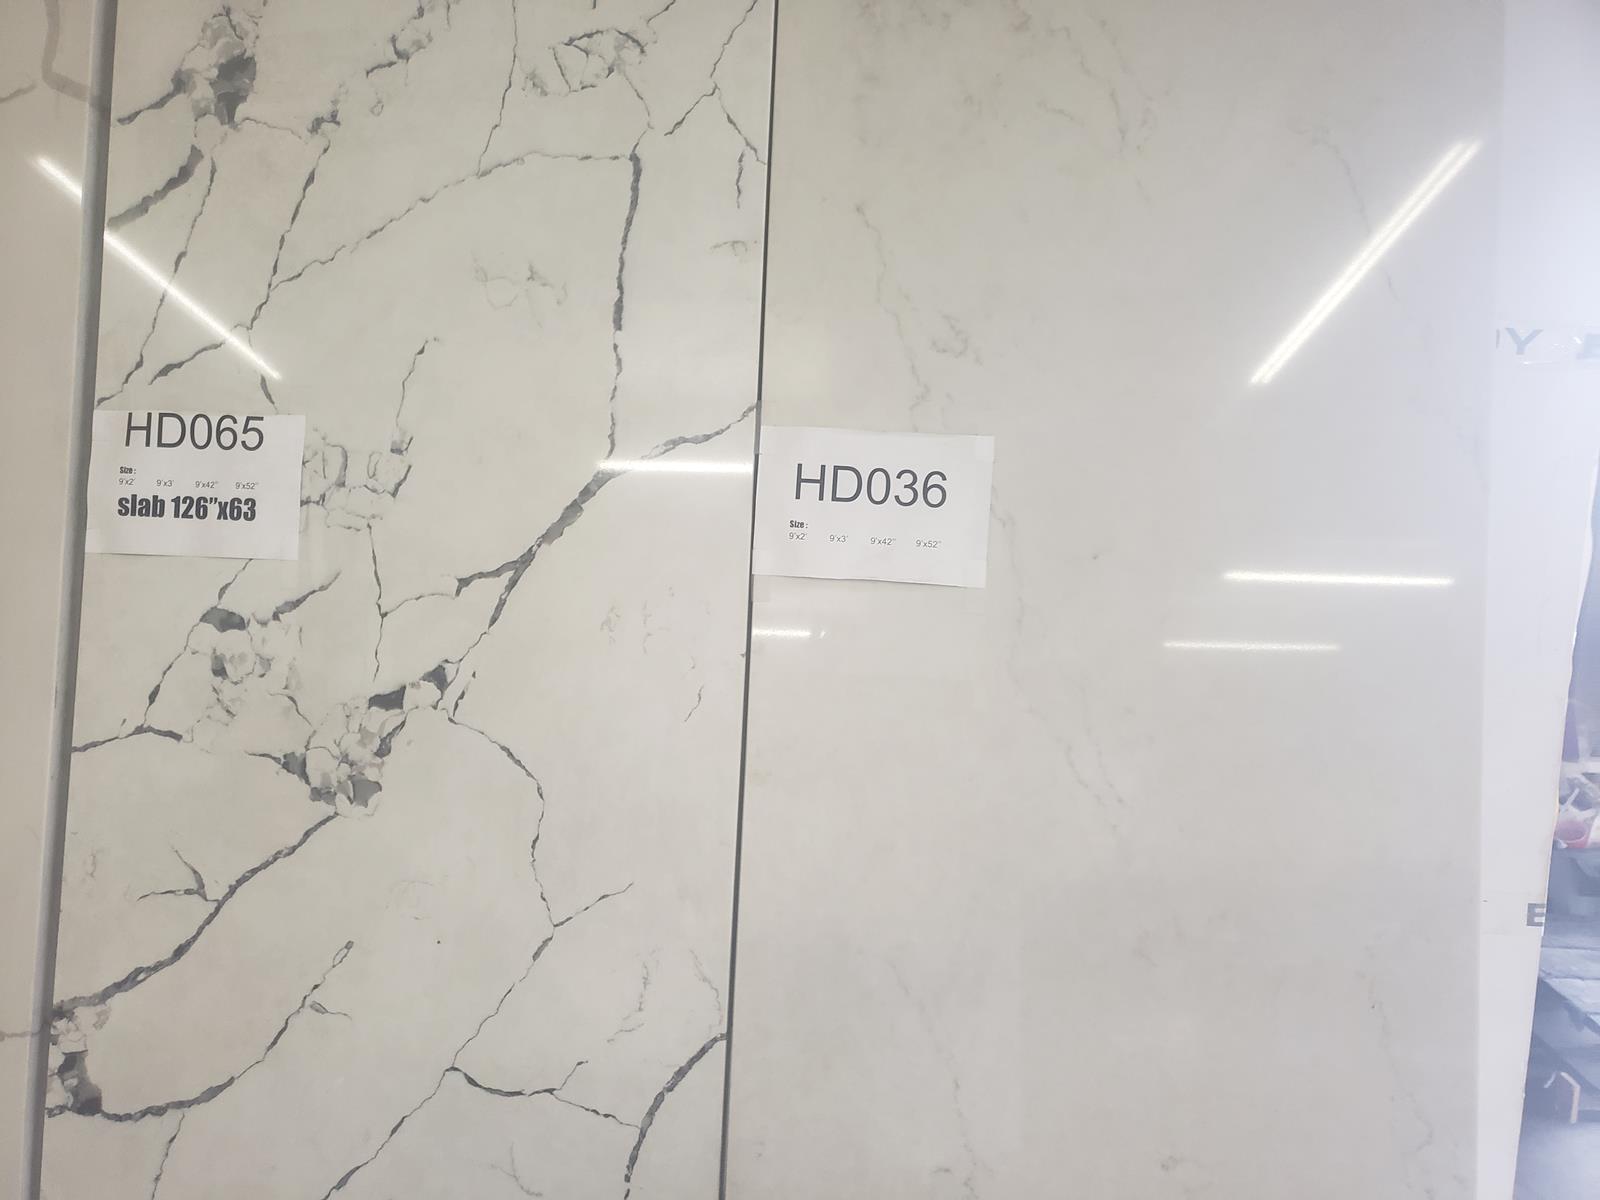 HD065
Size :
9'x2' 9'x3' 9'x42" 9'x52"
slab 126"x63
HD036
Size :
9'x2' 9'x3' 9'x42" 9'x52"
Y
E